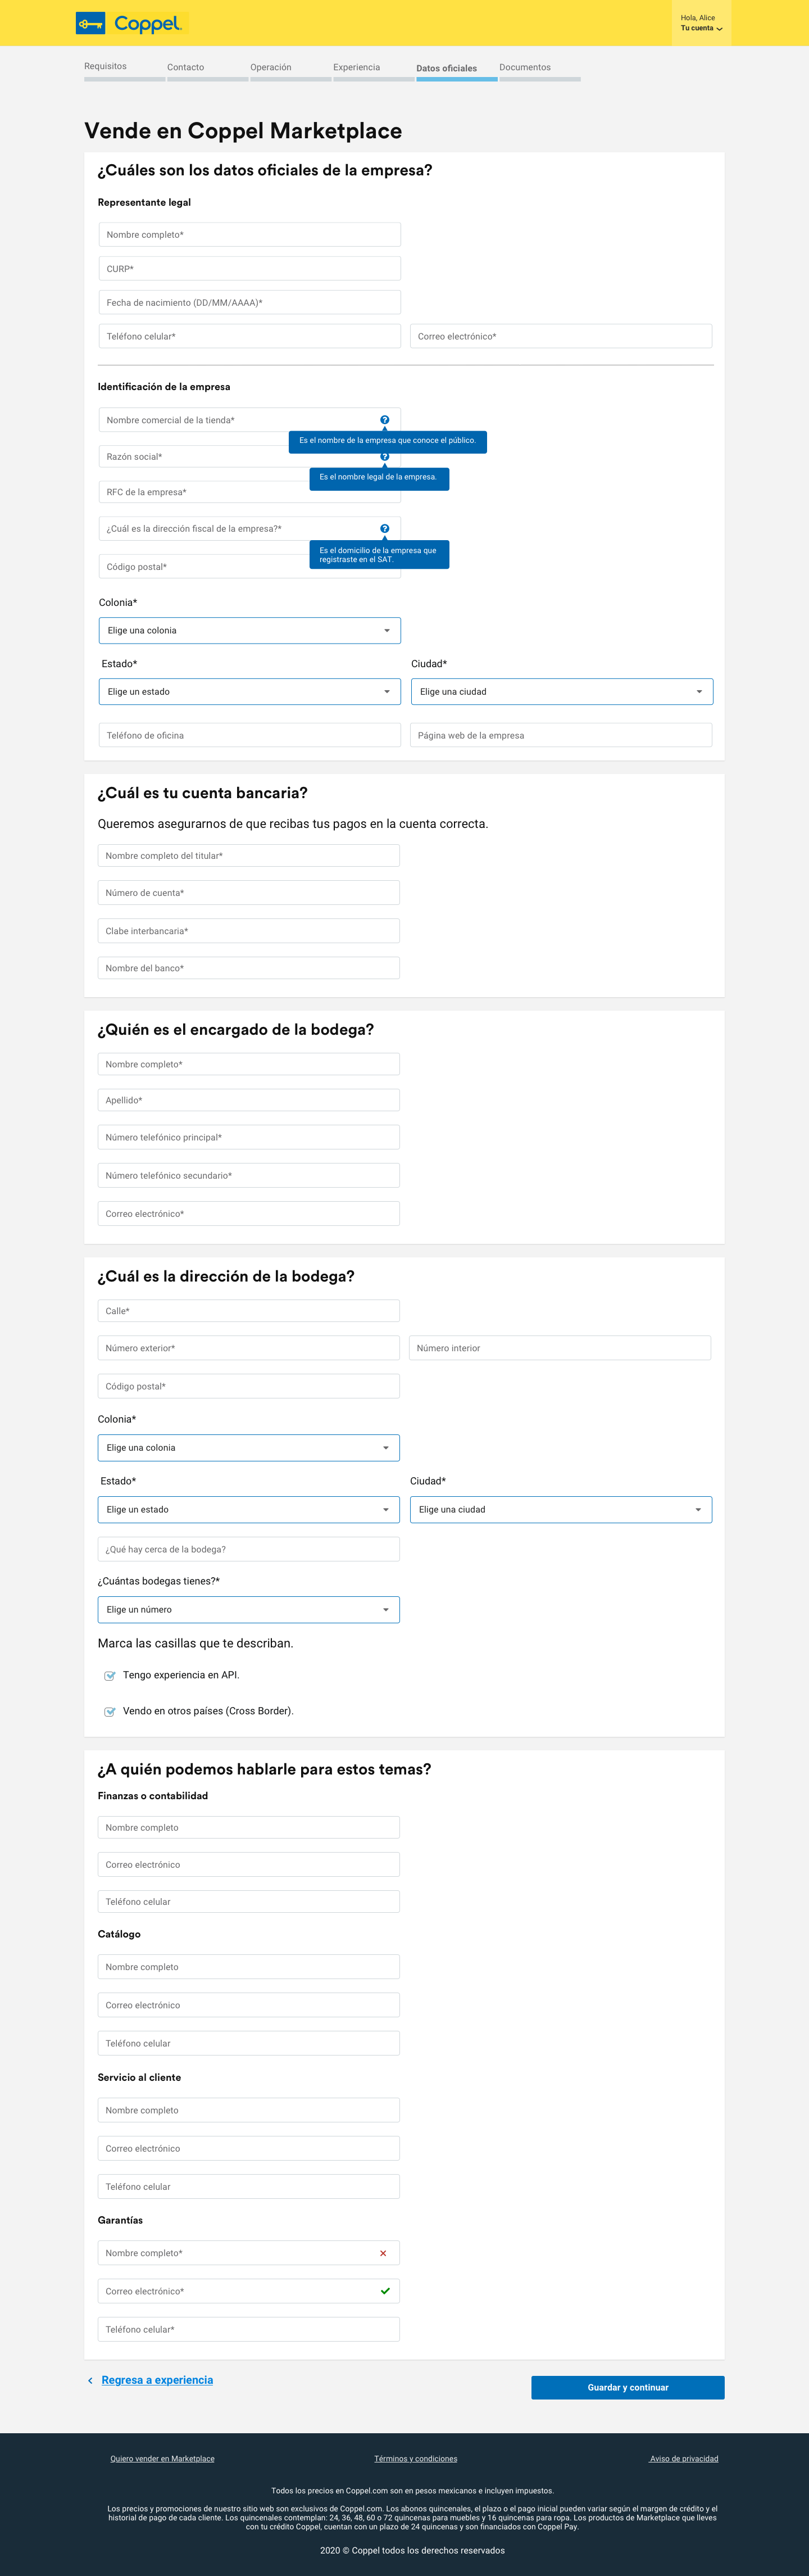 Coppel.
Hola, Alice
Tu cuenta
Requisitos
Contacto
Operación
Experiencia
Datos oficiales
Documentos
Vende en Coppel Marketplace
¿Cuáles son los datos oficiales de la empresa?
Representante legal
Nombre completo*
CURP*
Fecha de nacimiento (DD/MM/AAAA)*
Teléfono celular*
Correo electrónico*
Identificación de la empresa
Nombre comercial de la tienda*
?
Es el nombre de la empresa que conoce el público.
Razón social*
?
Es el nombre legal de la empresa.
RFC de la empresa*
¿Cuál es la dirección fiscal de la empresa?*
?
Es el domicilio de la empresa que
registraste en el SAT.
Código postal*
Colonia*
Elige una colonia
Estado*
Ciudad*
Elige un estado
Elige una ciudad
Teléfono de oficina
Página web de la empresa
¿Cuál es tu cuenta bancaria?
Queremos asegurarnos de que recibas tus pagos en la cuenta correcta.
Nombre completo del titular*
Número de cuenta*
Clabe interbancaria*
Nombre del banco*
¿Quién es el encargado de la bodega?
Nombre completo*
Apellido*
Número telefónico principal*
Número telefónico secundario*
Correo electrónico*
¿Cuál es la dirección de la bodega?
Calle*
Número exterior*
Número interior
Código postal*
Colonia*
Elige una colonia
Estado*
Ciudad*
Elige un estado
Elige una ciudad
¿Qué hay cerca de la bodega?
¿Cuántas bodegas tienes?*
Elige un número
Marca las casillas que te describan.
Tengo experiencia en API.
Vendo en otros países (Cross Border).
¿A quién podemos hablarle para estos temas?
Finanzas o contabilidad
Nombre completo
Correo electrónico
Teléfono celular
Catálogo
Nombre completo
Correo electrónico
Teléfono celular
Servicio al cliente
Nombre completo
Correo electrónico
Teléfono celular
Garantías
Nombre completo*
Correo electrónico*
Teléfono celular*
Regresa a experiencia
Guardar y continuar
Quiero vender en Marketplace
Términos y condiciones
Aviso de privacidad
Todos los precios en Coppel.com son en pesos mexicanos e incluyen impuestos.
Los precios y promociones de nuestro sitio web son exclusivos de Coppel.com. Los abonos quincenales, el plazo o el pago inicial pueden variar según el margen de crédito y el
historial de pago de cada cliente. Los quincenales contemplan: 24, 36, 48, 60 o 72 quincenas para muebles y 16 quincenas para ropa. Los productos de Marketplace que lleves
con tu crédito Coppel, cuentan con un plazo de 24 quincenas y son financiados con Coppel Pay.
2020 © Coppel todos los derechos reservados